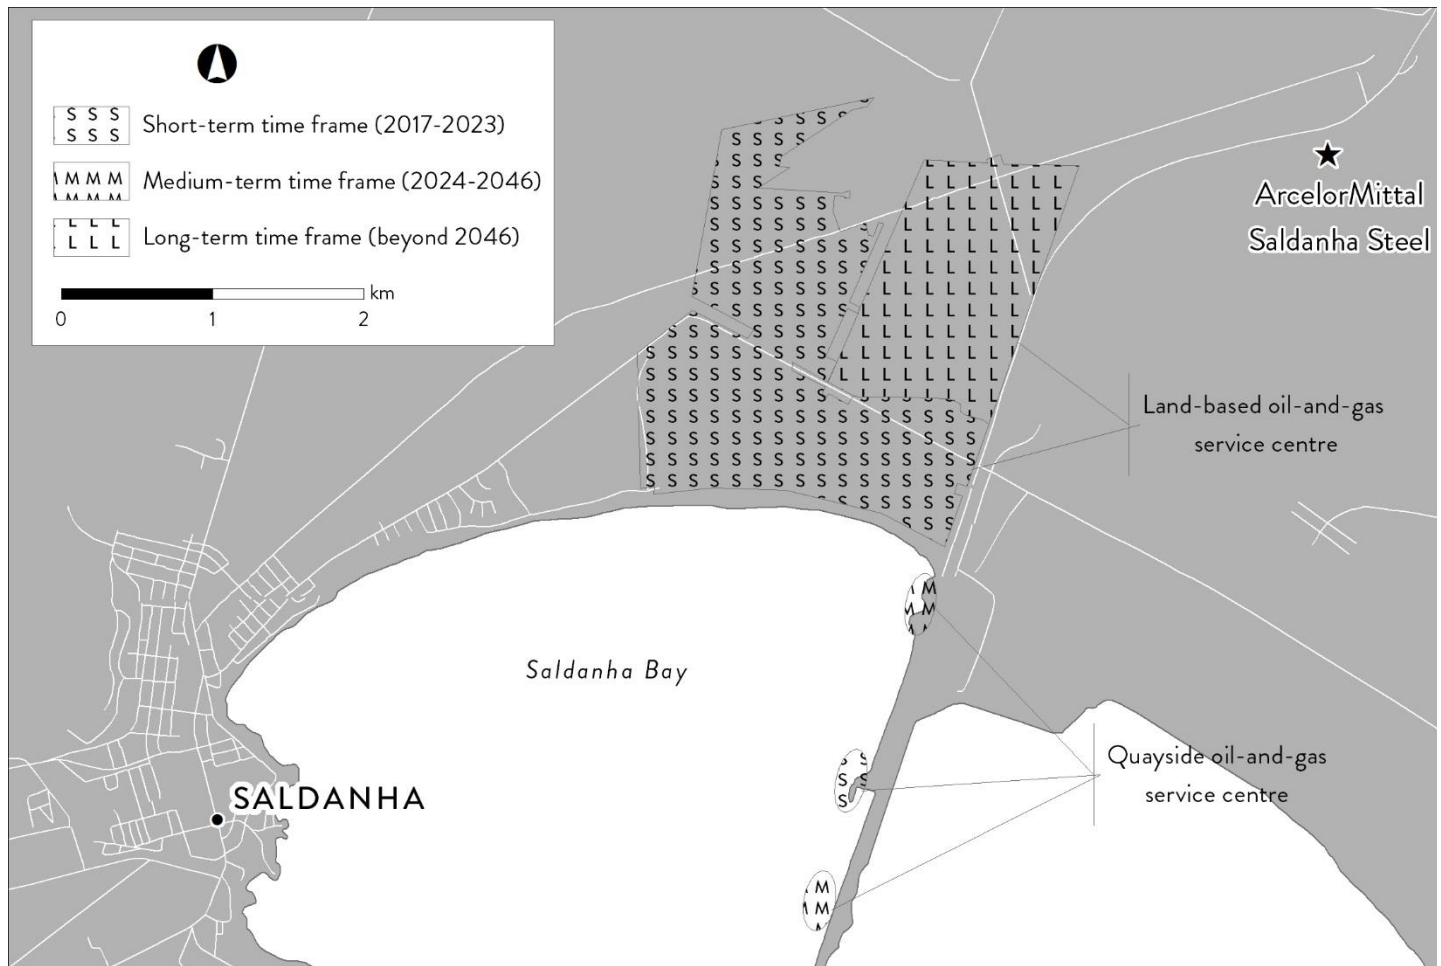 Short-term time frame (2017-2023)
Medium-term time frame (2024-2046)
Long-term time frame (beyond 2046)
km
0 1 2
ArcelorMittal
Saldanha Steel
Land-based oil-and-gas
service centre
Saldanha Bay
Quayside oil-and-gas
service centre
SALDANHA